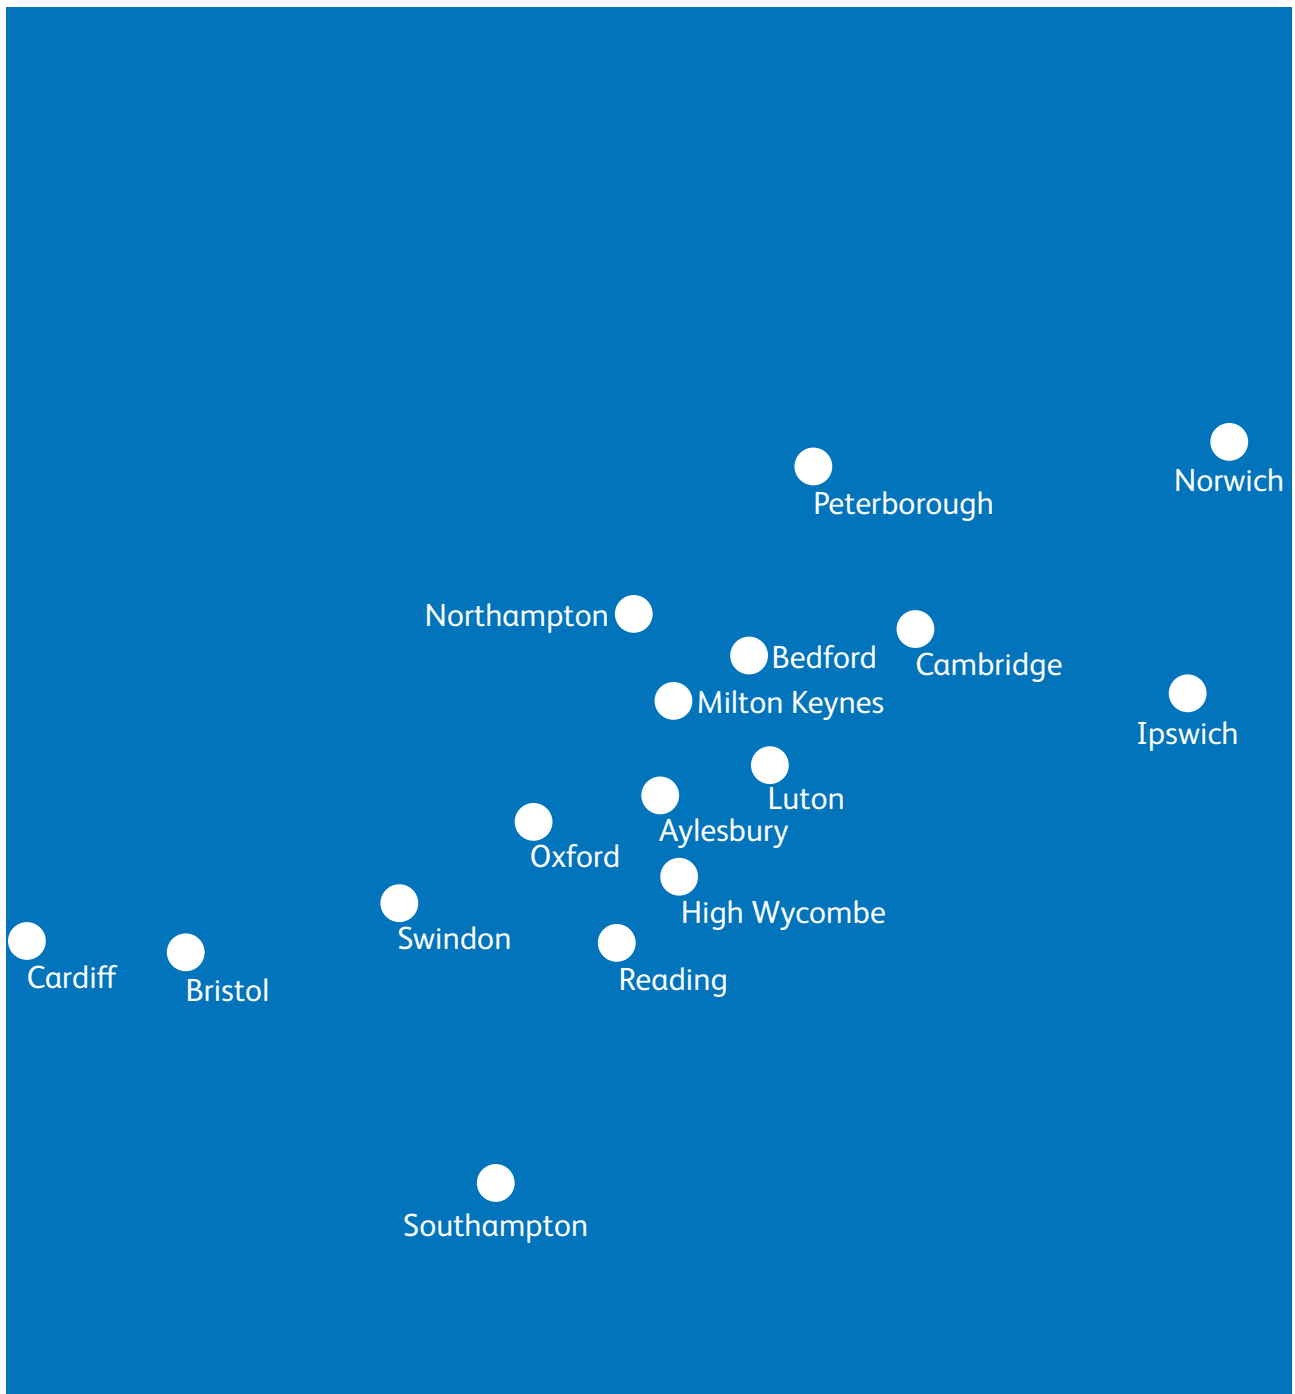 Norwich
Peterborough
Northampton
Bedford
Cambridge
Milton Keynes
Ipswich
Luton
Aylesbury
Oxford
High Wycombe
Swindon
Cardiff
Reading
Bristol
Southampton